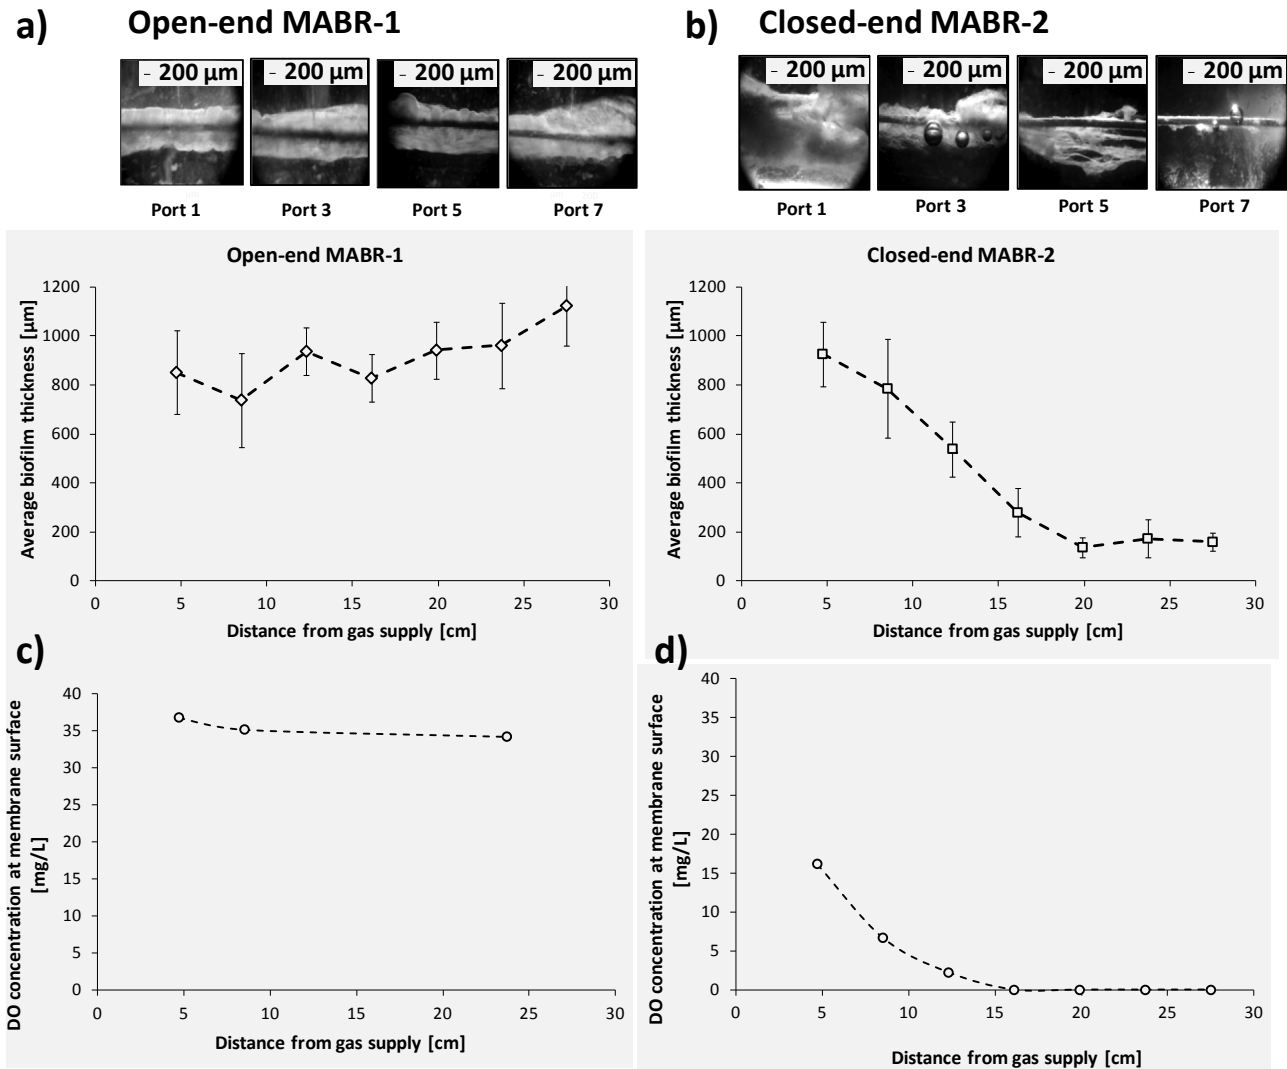 a) Open-end MABR-1
b) Closed-end MABR-2
- 200 µm
- 200 µm
- 200 µm
- 200 µm
- 200 µm
- 200 µm
- 200 µm
- 200 µm
Port 1
Port 3
Port 5
Port 7
Port 1
Port 3
Port 5
Port 7
Open-end MABR-1
Average biofilm thickness [µm]
1200
1000
800
600
400
200
0
0 5 10 15 20 25 30
Distance from gas supply [cm]
Closed-end MABR-2
Average biofilm thickness [µm]
1200
1000
800
600
400
200
0
0 5 10 15 20 25 30
Distance from gas supply [cm]
c)
DO concentration at membrane surface
[mg/L]
40
35
30
25
20
15
10
5
0
0 5 10 15 20 25 30
Distance from gas supply [cm]
d)
DO concentration at membrane surface
[mg/L]
40
35
30
25
20
15
10
5
0
0 5 10 15 20 25 30
Distance from gas supply [cm]